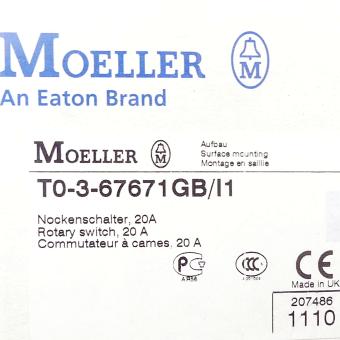 MOELLER
An Eaton Brand
MOELLER
Aufbau
Surface mounting
Montage en saillie
T0-3-67671GB/I1
Nockenschalter, 20A
Rotary switch, 20 A
Commutateur à cames, 20 A
Made in UK
207486
1110